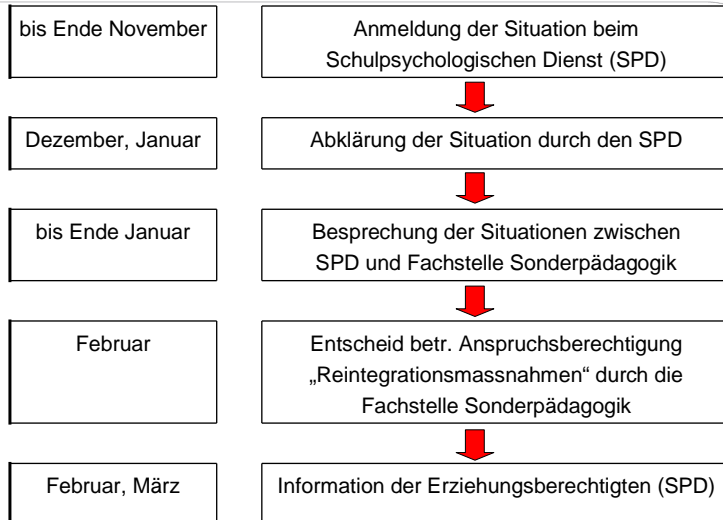 bis Ende November
Anmeldung der Situation beim
Schulpsychologischen Dienst (SPD)
Dezember, Januar
Abklärung der Situation durch den SPD
bis Ende Januar
Besprechung der Situationen zwischen
SPD und Fachstelle Sonderpädagogik
Februar
Entscheid betr. Anspruchsberechtigung
„Reintegrationsmassnahmen“ durch die
Fachstelle Sonderpädagogik
Februar, März
Information der Erziehungsberechtigten (SPD)